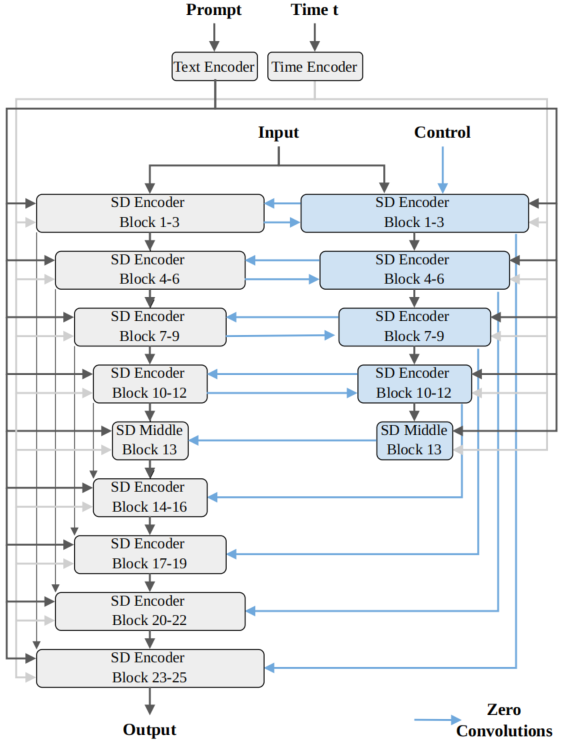 Prompt
Time t
Text Encoder
Time Encoder
Input
Control
SD Encoder
Block 1-3
SD Encoder
Block 1-3
SD Encoder
Block 4-6
SD Encoder
Block 4-6
SD Encoder
Block 7-9
SD Encoder
Block 7-9
SD Encoder
Block 10-12
SD Encoder
Block 10-12
SD Middle
Block 13
SD Middle
Block 13
SD Encoder
Block 14-16
SD Encoder
Block 17-19
SD Encoder
Block 20-22
SD Encoder
Block 23-25
Output
Zero
Convolutions